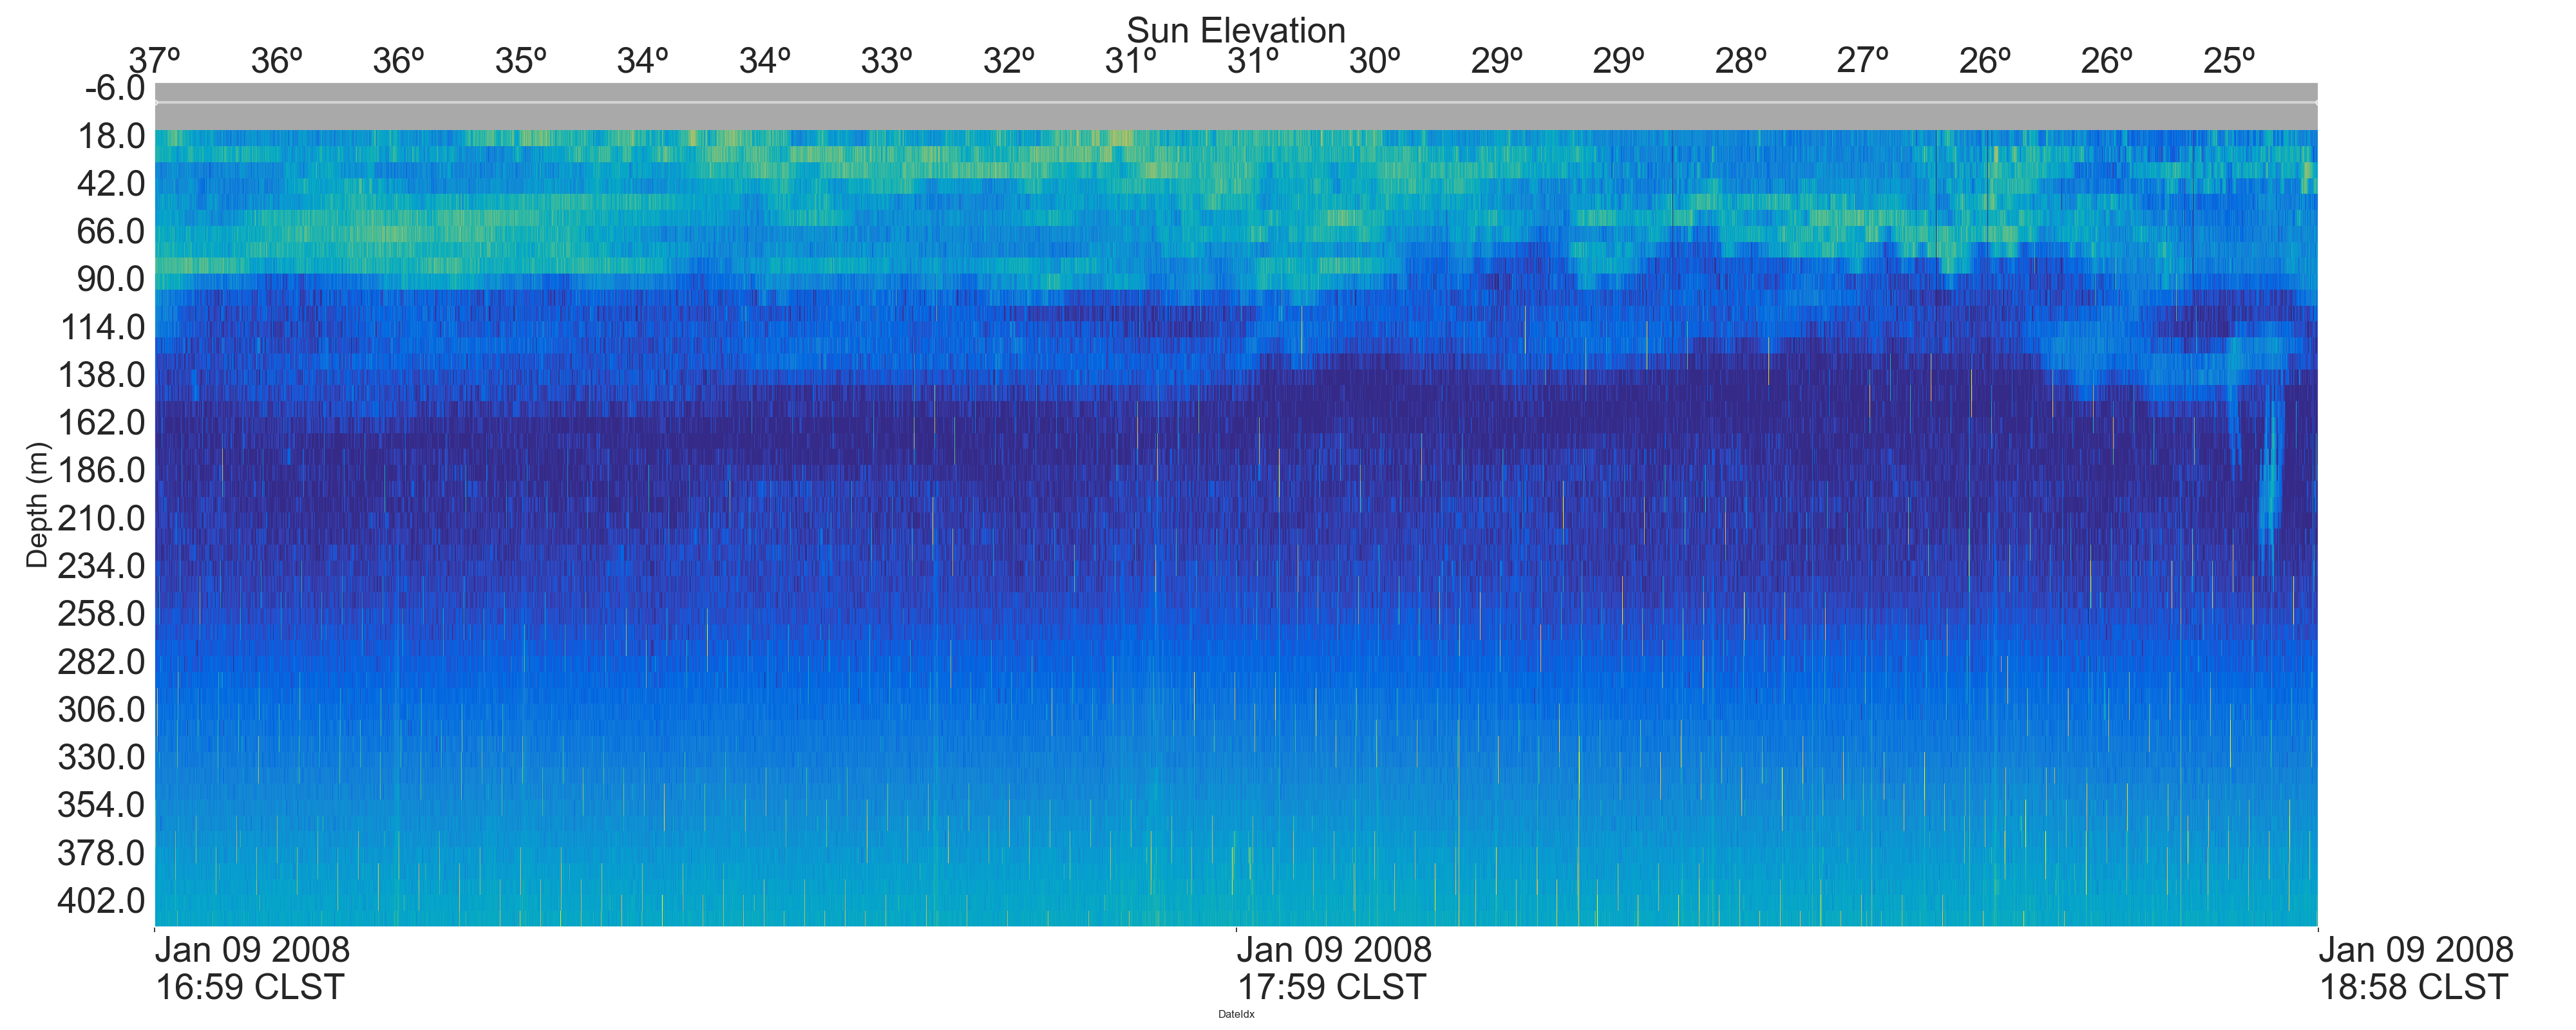 Sun Elevation
37º 36º 36º 35º 34º 34º 33º 32º 31º 31º 30º 29º 29º 28º 27º 26º 26º 25º
-6.0
18.0
42.0
66.0
90.0
114.0
138.0
162.0
186.0
210.0
234.0
258.0
282.0
306.0
330.0
354.0
378.0
402.0
Depth (m)
Jan 09 2008
16:59 CLST
Jan 09 2008
17:59 CLST
Jan 09 2008
18:58 CLST
DateIdx